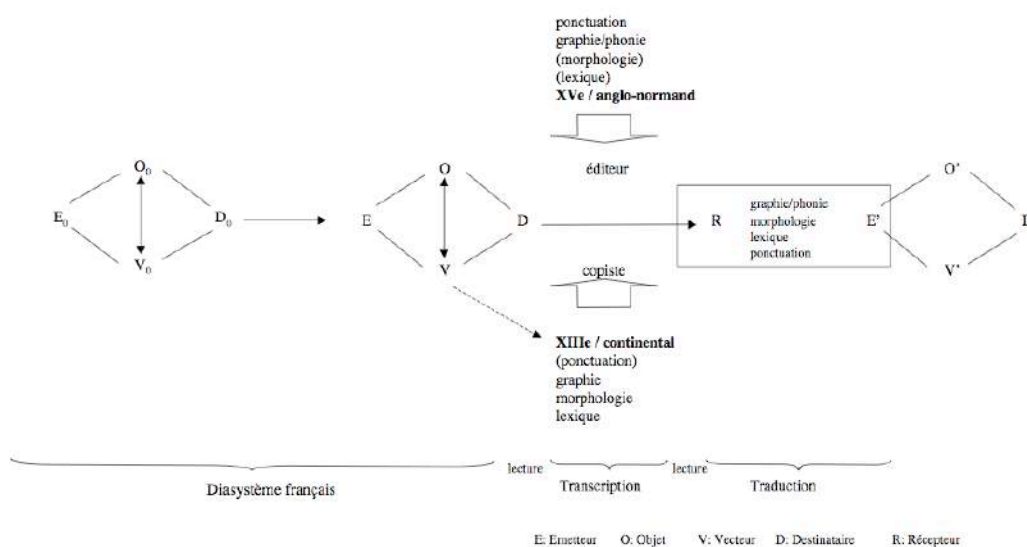 ponctuation
graphie/phonie
(morphologie)
(lexique)
XVe / anglo-normand
éditeur
O₀
E₀
D₀
V₀
O
E
D
V
R
graphie/phonie
morphologie
lexique
ponctuation
E'
O'
V'
copiste
XIIIe / continental
(ponctuation)
graphie
morphologie
lexique
lecture
lecture
Diasystème français
Transcription
Traduction
E: Emetteur O: Objet V: Vecteur D: Destinataire R: Récepteur